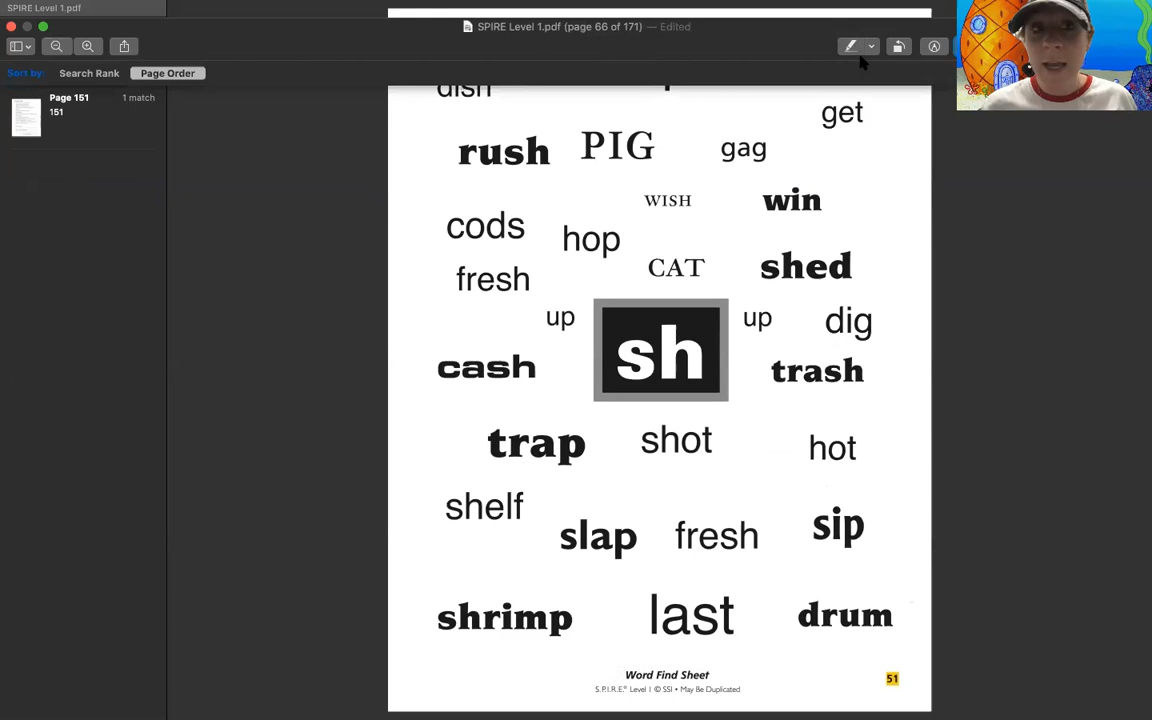 SPIRE Level 1.pdf
SPIRE Level 1.pdf (page 66 of 171) — Edited
Sort by: Search Rank Page Order
Page 151 1 match
151
dish
get
rush PIG gag
WISH win
cods hop
fresh CAT shed
up sh up dig
cash trash
trap shot hot
shelf slap fresh sip
shrimp last drum
Word Find Sheet
S.P.I.R.E.® Level 1 © SSI • May Be Duplicated
51